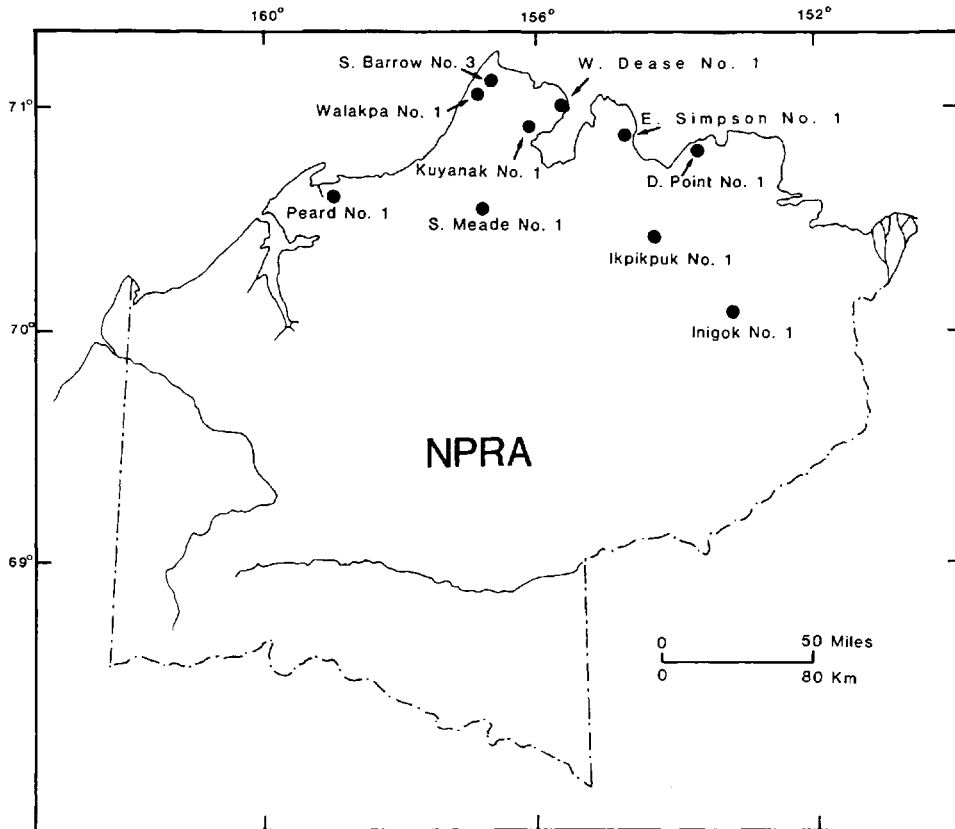 160°
156°
152°
S. Barrow No. 3
W. Dease No. 1
71°
Walakpa No. 1
E. Simpson No. 1
Kuyanak No. 1
D. Point No. 1
Peard No. 1
S. Meade No. 1
Ikpikpuk No. 1
70°
Inigok No. 1
NPRA
69°
0 50 Miles
0 80 Km